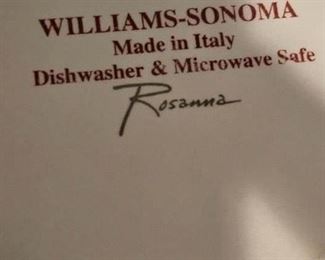 WILLIAMS-SONOMA
Made in Italy
Dishwasher & Microwave Safe
Rosanna